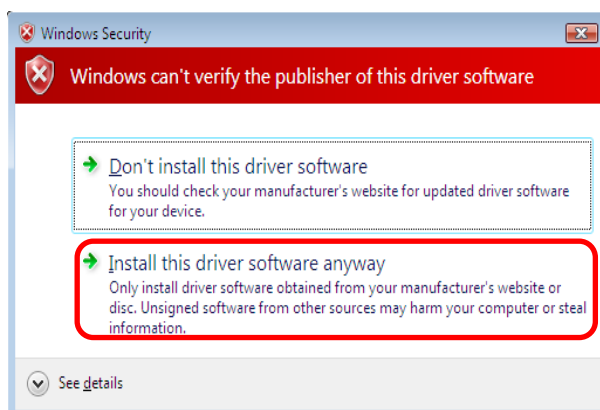 Windows Security
Windows can't verify the publisher of this driver software
Don't install this driver software
You should check your manufacturer's website for updated driver software
for your device.
Install this driver software anyway
Only install driver software obtained from your manufacturer's website or
disc. Unsigned software from other sources may harm your computer or steal
information.
See details